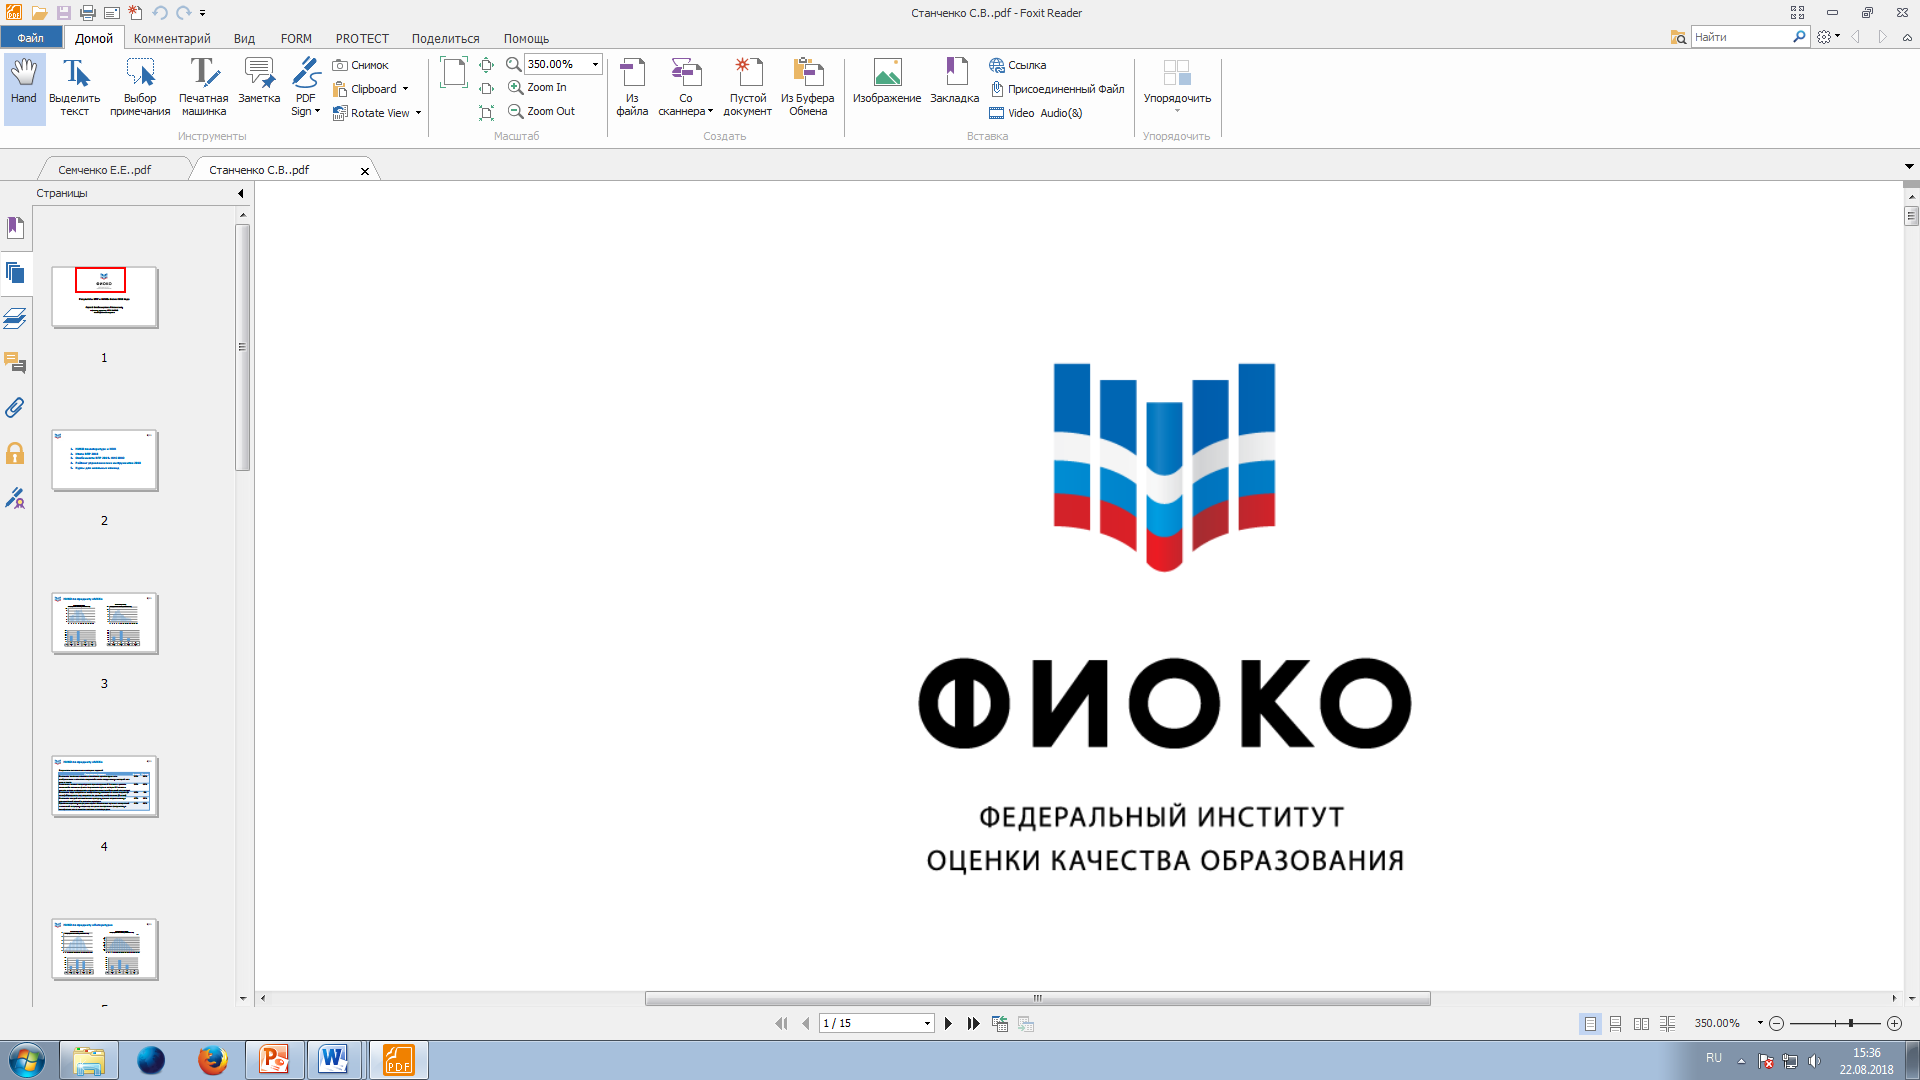 Станченко С.В..pdf - Foxit Reader
Файл
Домой
Комментарий
Вид
FORM
PROTECT
Поделиться
Помощь
Найти
Hand
Выделить
текст
Выбор
примечания
Печатная
машинка
Заметка
PDF
Sign
Снимок
Clipboard
Rotate View
Инструменты
350.00%
Zoom In
Zoom Out
Масштаб
Из
файла
Со
сканнера
Пустой
документ
Из Буфера
Обмена
Создать
Изображение
Закладка
Ссылка
Присоединенный Файл
Video Audio(&)
Вставка
Упорядочить
Упорядочить
Семченко Е.Е..pdf
Станченко С.В..pdf
Страницы
1
2
3
4
ФИОКО
ФЕДЕРАЛЬНЫЙ ИНСТИТУТ
ОЦЕНКИ КАЧЕСТВА ОБРАЗОВАНИЯ
1 / 15
350.00%
RU
15:36
22.08.2018